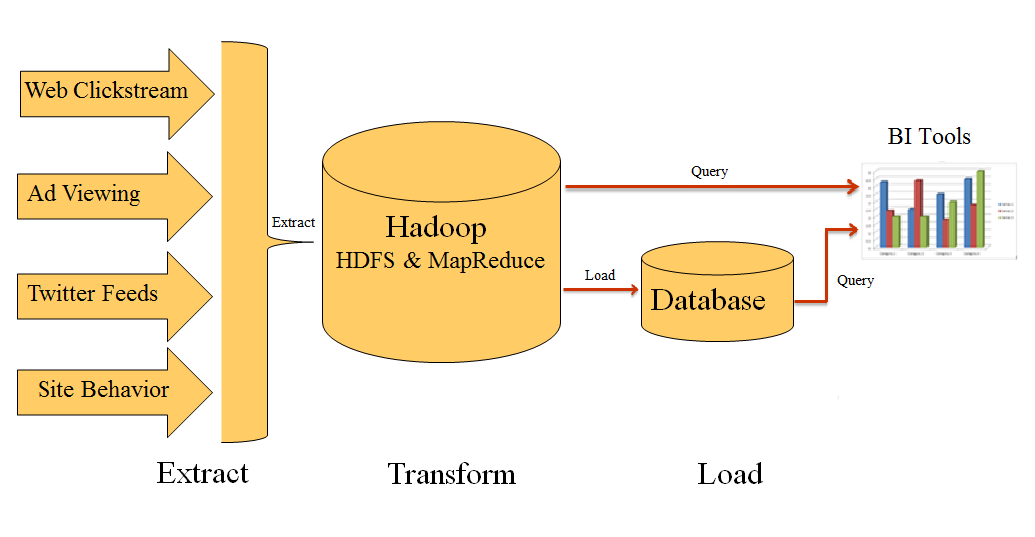 Web Clickstream
Ad Viewing
Twitter Feeds
Site Behavior
Extract
Hadoop
HDFS & MapReduce
Query
Load
Database
Query
BI Tools
Extract
Transform
Load